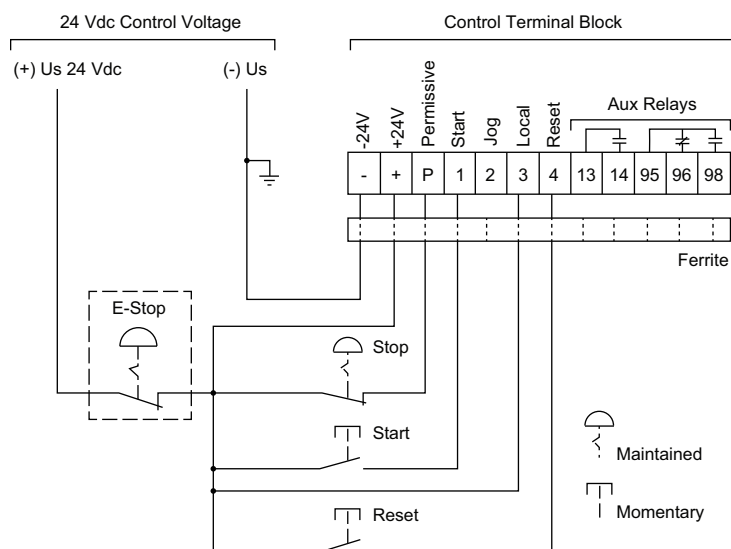 24 Vdc Control Voltage
Control Terminal Block
(+) Us 24 Vdc
(-) Us
-24V
+24V
Permissive
Start
Jog
Local
Reset
Aux Relays
- + P 1 2 3 4 13 14 95 96 98
Ferrite
E-Stop
Stop
Start
Maintained
Reset
Momentary